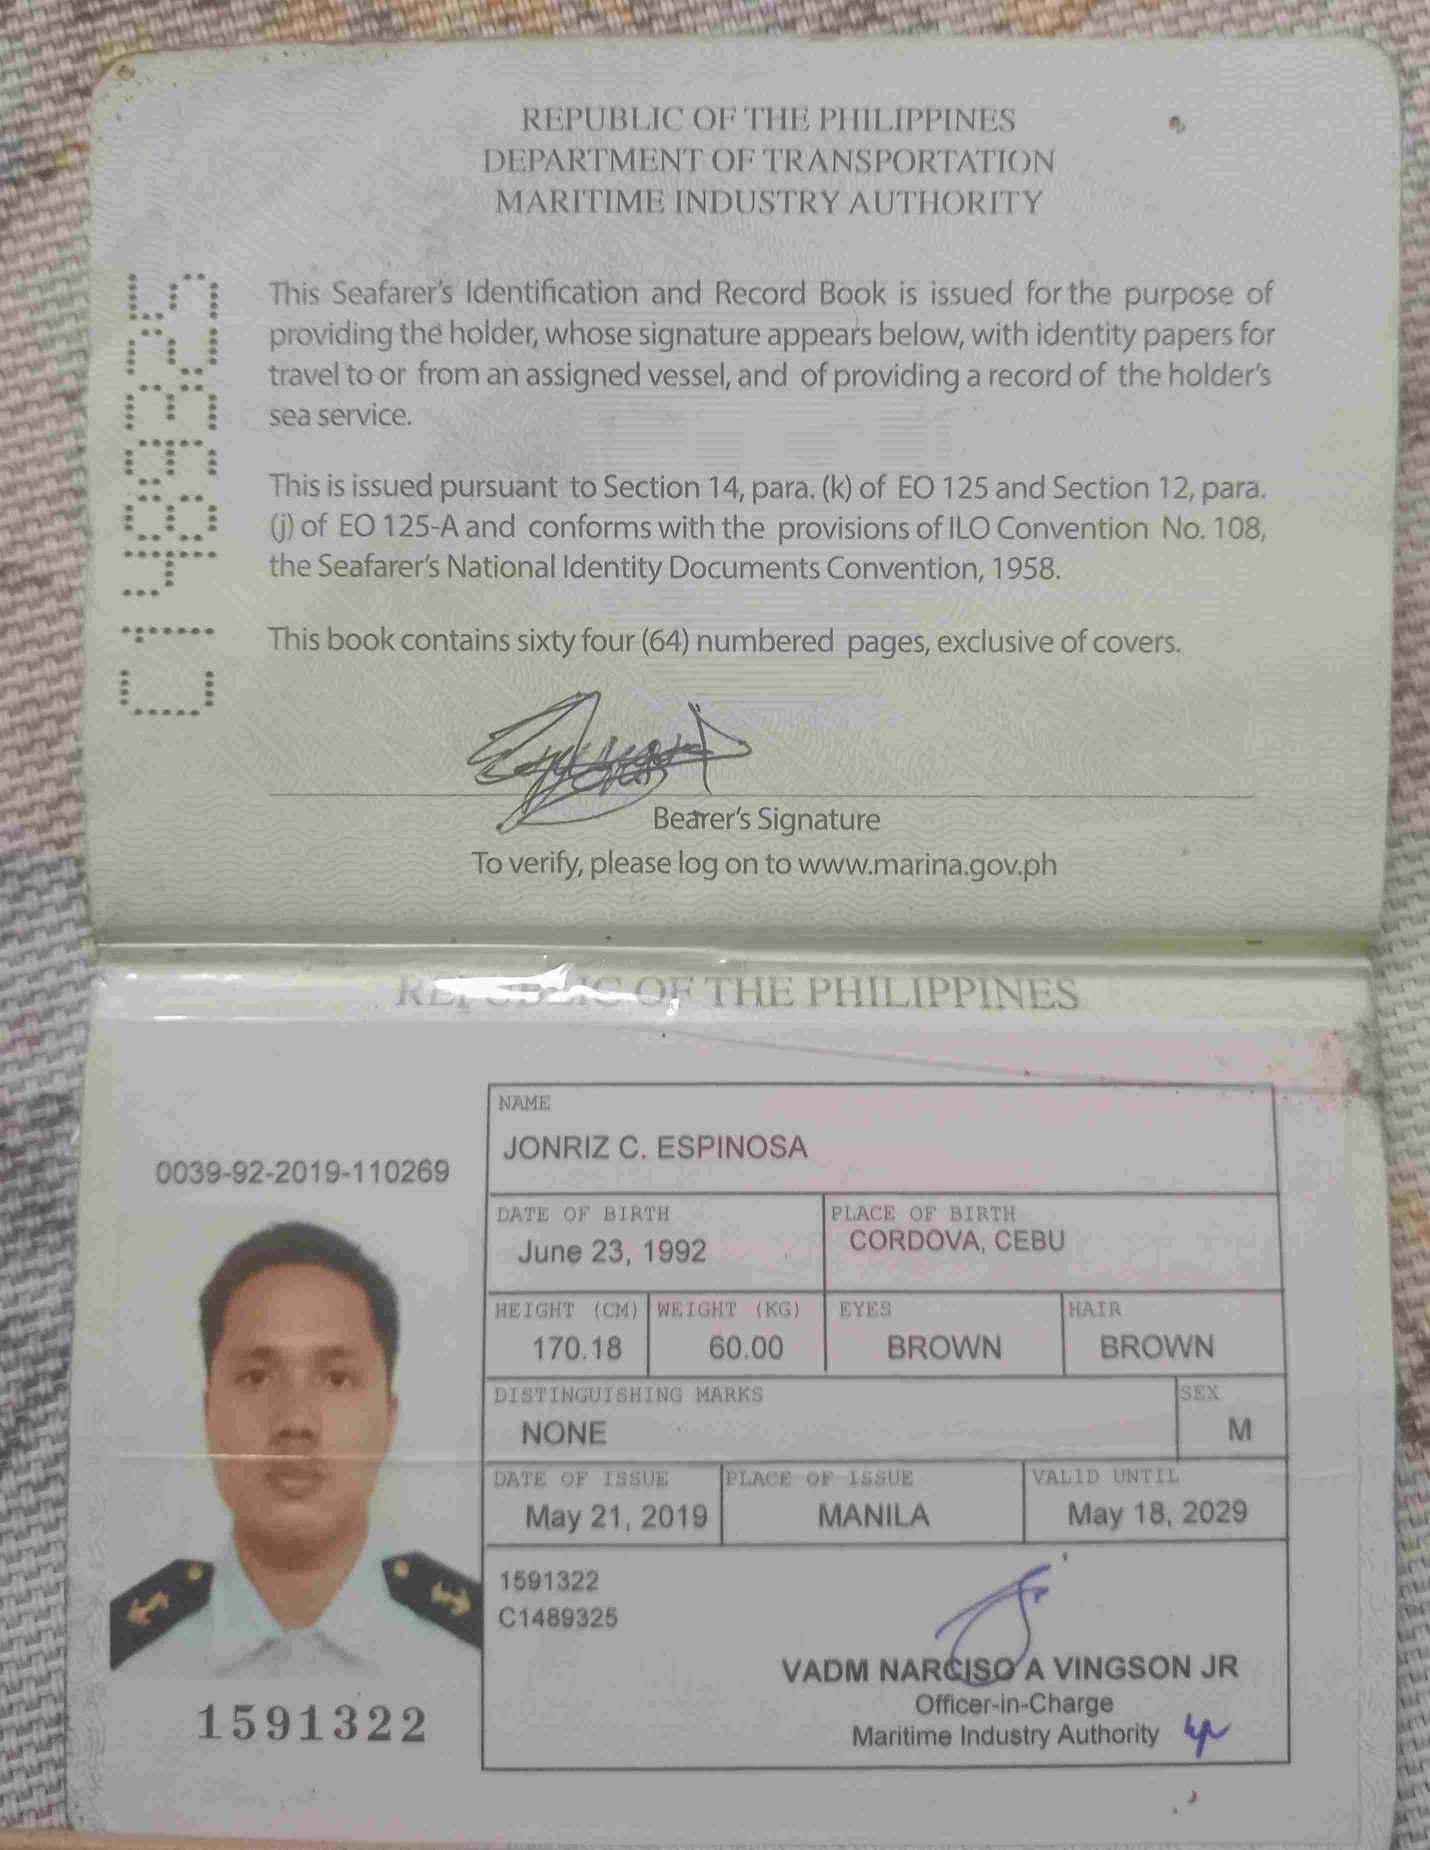 REPUBLIC OF THE PHILIPPINES
DEPARTMENT OF TRANSPORTATION
MARITIME INDUSTRY AUTHORITY
This Seafarer's Identification and Record Book is issued for the purpose of
providing the holder, whose signature appears below, with identity papers for
travel to or from an assigned vessel, and of providing a record of the holder's
sea service.
This is issued pursuant to Section 14, para. (k) of EO 125 and Section 12, para.
(j) of EO 125-A and conforms with the provisions of ILO Convention No. 108,
the Seafarer's National Identity Documents Convention, 1958.
This book contains sixty four (64) numbered pages, exclusive of covers.
Bearer's Signature
To verify, please log on to www.marina.gov.ph
C1489325
REPUBLIC OF THE PHILIPPINES
0039-92-2019-110269
NAME
JONRIZ C. ESPINOSA
DATE OF BIRTH PLACE OF BIRTH
June 23, 1992 CORDOVA, CEBU
HEIGHT (CM) WEIGHT (KG) EYES HAIR
170.18 60.00 BROWN BROWN
DISTINGUISHING MARKS SEX
NONE M
DATE OF ISSUE PLACE OF ISSUE VALID UNTIL
May 21, 2019 MANILA May 18, 2029
1591322
C1489325
VADM NARCISO A VINGSON JR
Officer-in-Charge
Maritime Industry Authority
1591322